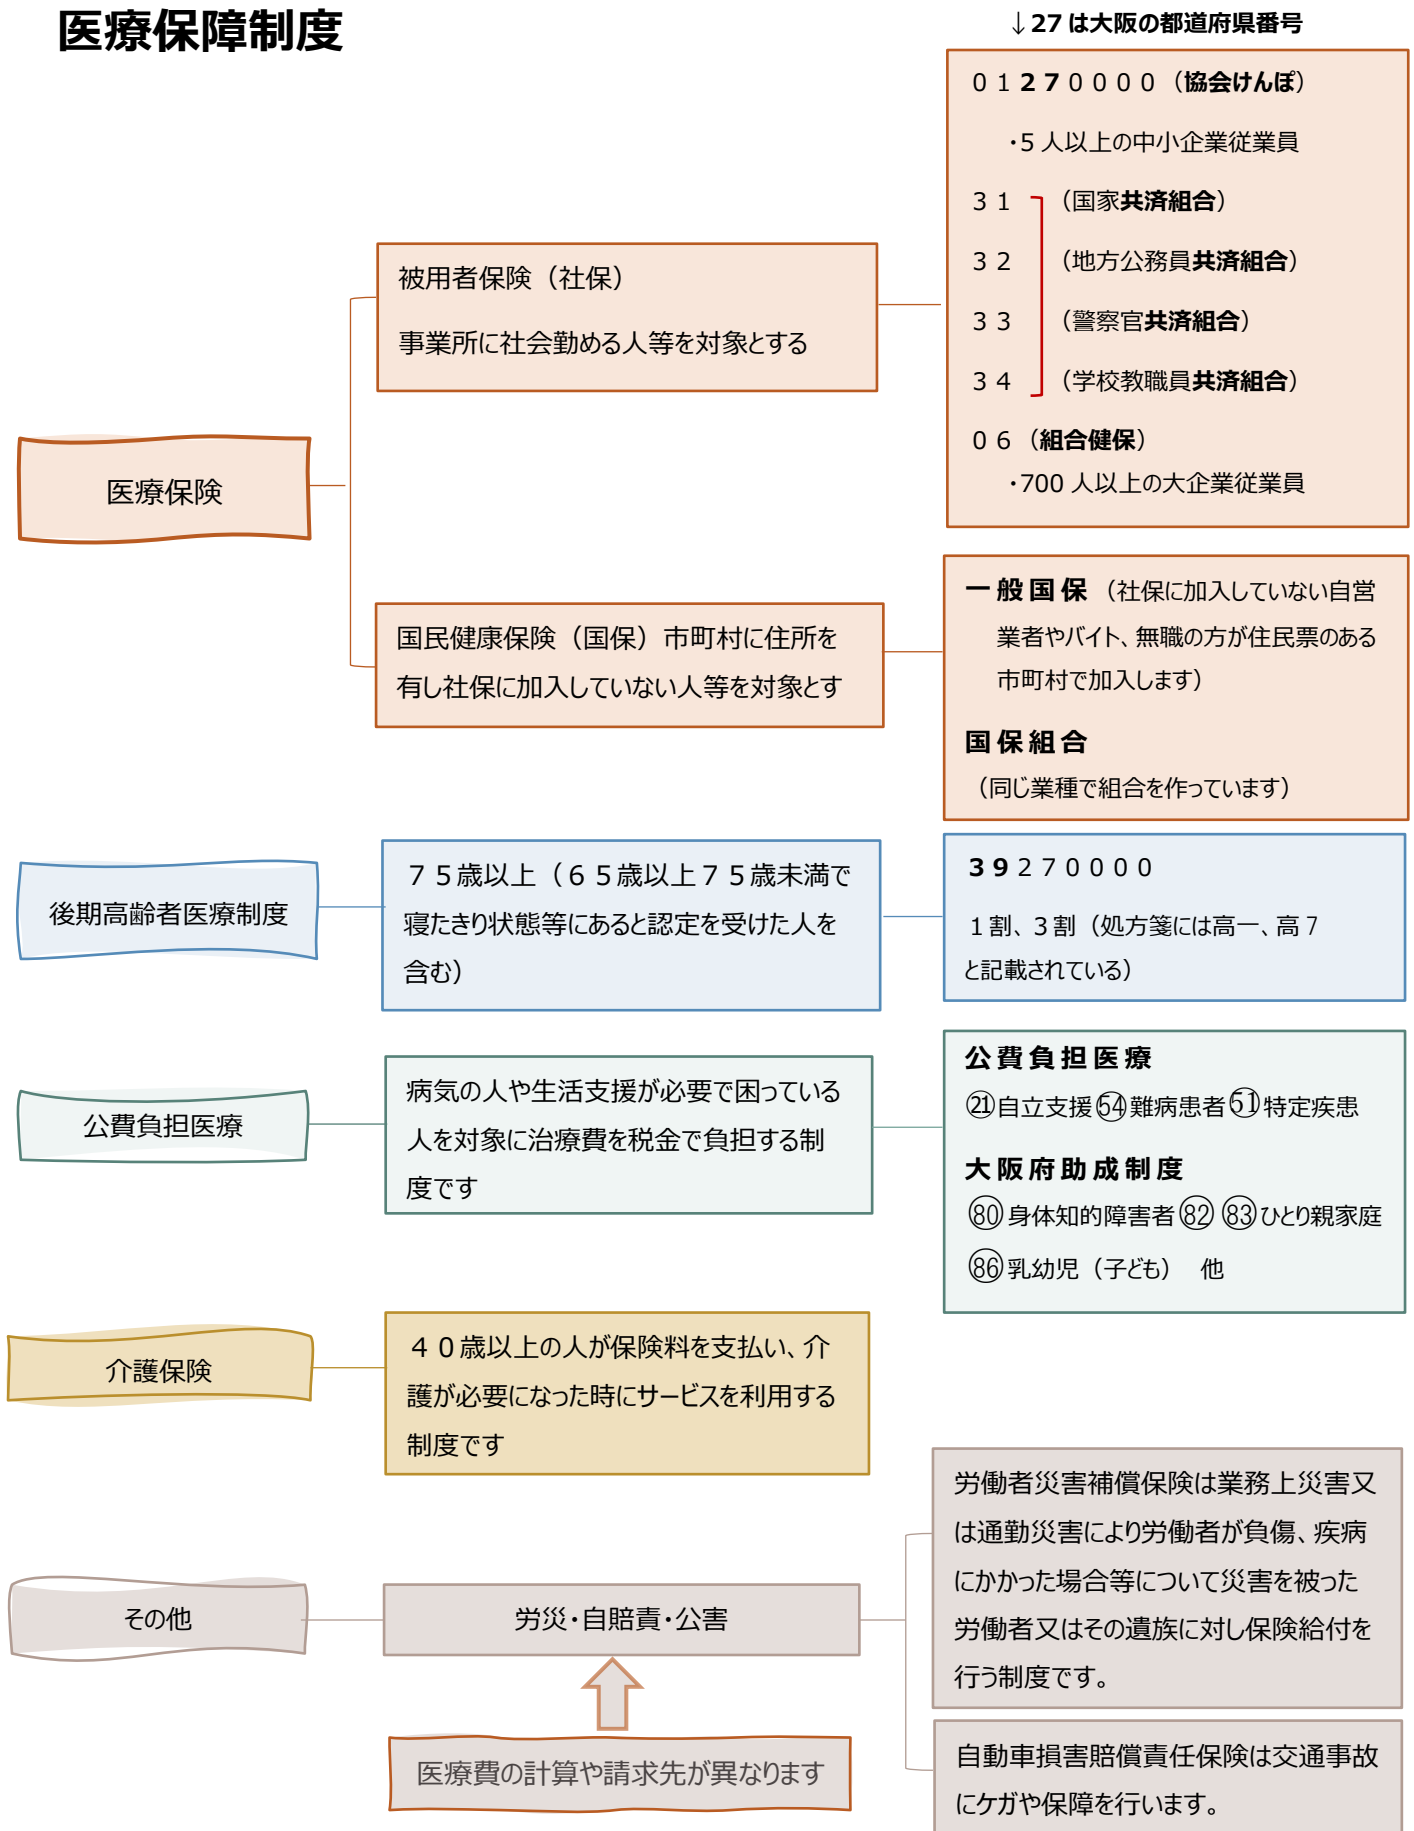 医療保障制度
↓27は大阪の都道府県番号
０１２７００００（協会けんぽ）
・5人以上の中小企業従業員
３１　（国家共済組合）
３２　（地方公務員共済組合）
３３　（警察官共済組合）
３４　（学校教職員共済組合）
０６（組合健保）
・700人以上の大企業従業員
被用者保険（社保）
事業所に社会勤める人等を対象とする
医療保険
国民健康保険（国保）市町村に住所を
有し社保に加入していない人等を対象とす
一般国保（社保に加入していない自営
業者やバイト、無職の方が住民票のある
市町村で加入します）
国保組合
（同じ業種で組合を作っています）
後期高齢者医療制度
７５歳以上（６５歳以上７５歳未満で
寝たきり状態等にあると認定を受けた人を
含む）
３９２７００００
１割、３割（処方箋には高一、高７
と記載されている）
公費負担医療
病気の人や生活支援が必要で困っている
人を対象に治療費を税金で負担する制
度です
公費負担医療
㉑自立支援㊴難病患者㊿特定疾患
大阪府助成制度
80身体知的障害者82 83ひとり親家庭
86乳幼児（子ども）　他
介護保険
４０歳以上の人が保険料を支払い、介
護が必要になった時にサービスを利用する
制度です
その他
労災・自賠責・公害
医療費の計算や請求先が異なります
労働者災害補償保険は業務上災害又
は通勤災害により労働者が負傷、疾病
にかかった場合等について災害を被った
労働者又はその遺族に対し保険給付を
行う制度です。
自動車損害賠償責任保険は交通事故
にケガや保障を行います。